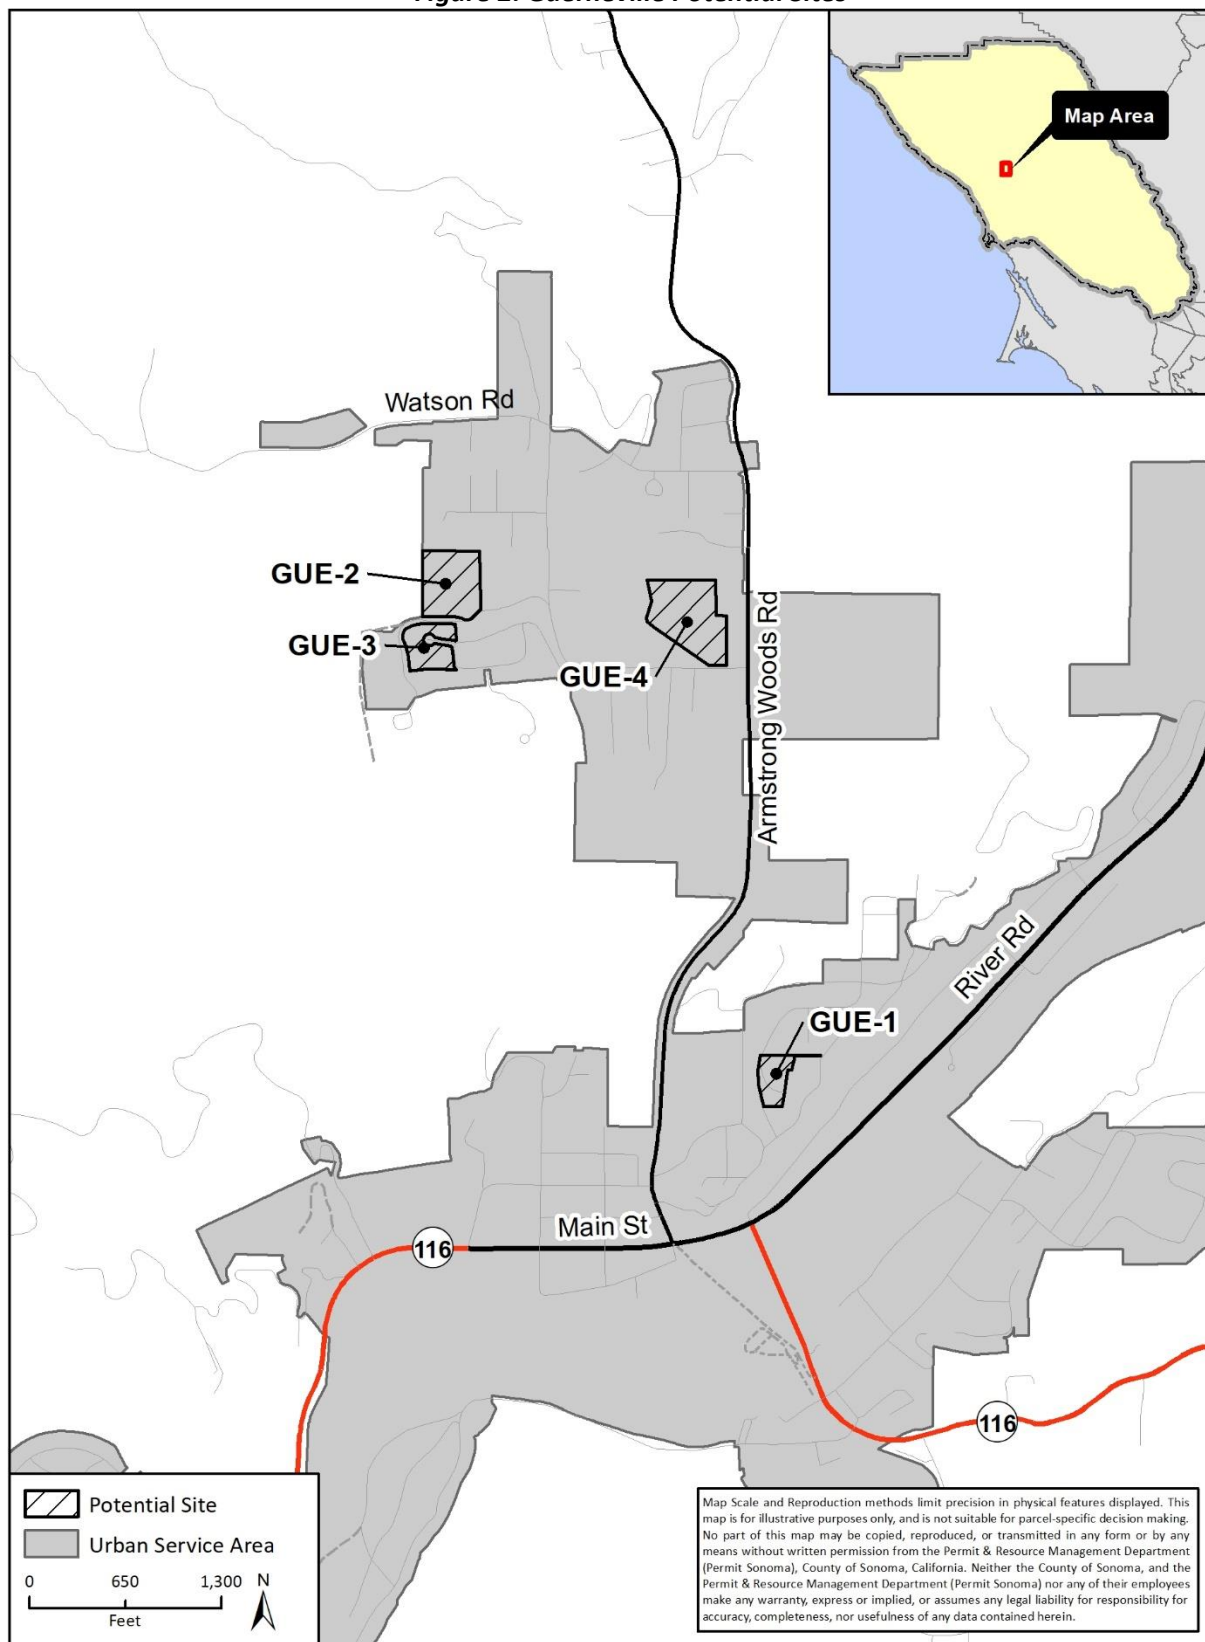 Figure 2. Guerneville Potential Sites
Map Area
Watson Rd
GUE-2
GUE-3
GUE-4
Armstrong Woods Rd
River Rd
GUE-1
Main St
116
116
Potential Site
Urban Service Area
0 650 1,300 N
Feet
Map Scale and Reproduction methods limit precision in physical features displayed. This
map is for illustrative purposes only, and is not suitable for parcel-specific decision making.
No part of this map may be copied, reproduced, or transmitted in any form or by any
means without written permission from the Permit & Resource Management Department
(Permit Sonoma), County of Sonoma, California. Neither the County of Sonoma, and the
Permit & Resource Management Department (Permit Sonoma) nor any of their employees
make any warranty, express or implied, or assumes any legal liability for responsibility for
accuracy, completeness, nor usefulness of any data contained herein.